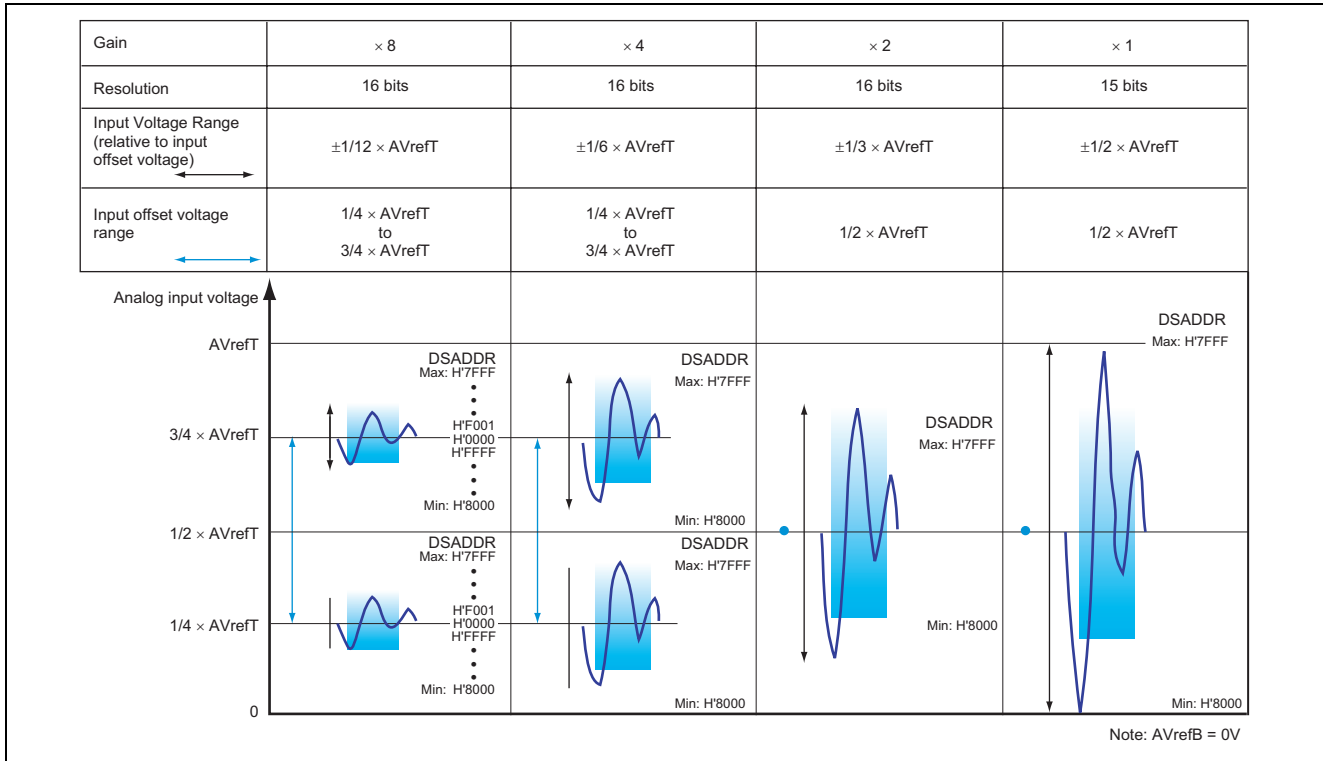 Gain × 8 × 4 × 2 × 1
Resolution 16 bits 16 bits 16 bits 15 bits
Input Voltage Range
(relative to input
offset voltage)
±1/12 × AVrefT ±1/6 × AVrefT ±1/3 × AVrefT ±1/2 × AVrefT
Input offset voltage
range
1/4 × AVrefT
to
3/4 × AVrefT
1/4 × AVrefT
to
3/4 × AVrefT
1/2 × AVrefT
1/2 × AVrefT
Analog input voltage
AVrefT
3/4 × AVrefT
1/2 × AVrefT
1/4 × AVrefT
0
DSADDR
Max: H'7FFF
H'F001
H'0000
H'FFFF
Min: H'8000
DSADDR
Max: H'7FFF
H'F001
H'0000
H'FFFF
Min: H'8000
DSADDR
Max: H'7FFF
Min: H'8000
DSADDR
Max: H'7FFF
Min: H'8000
DSADDR
Max: H'7FFF
Min: H'8000
DSADDR
Max: H'7FFF
Min: H'8000
Note: AVrefB = 0V